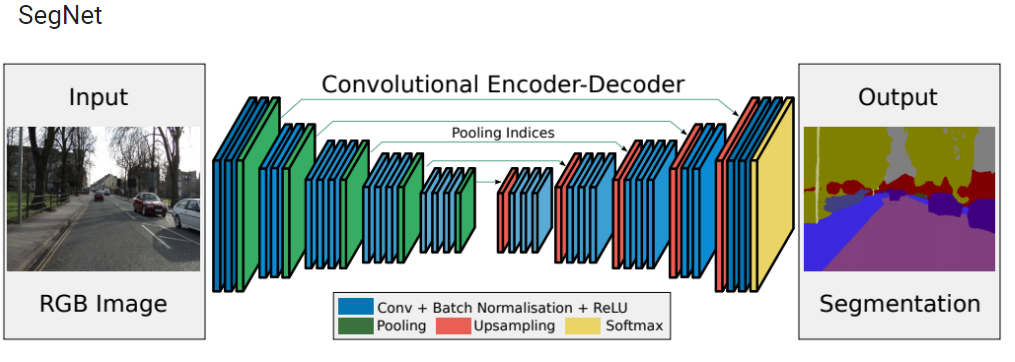 SegNet
Input
RGB Image
Convolutional Encoder-Decoder
Pooling Indices
Conv + Batch Normalisation + ReLU
Pooling Upsampling Softmax
Output
Segmentation